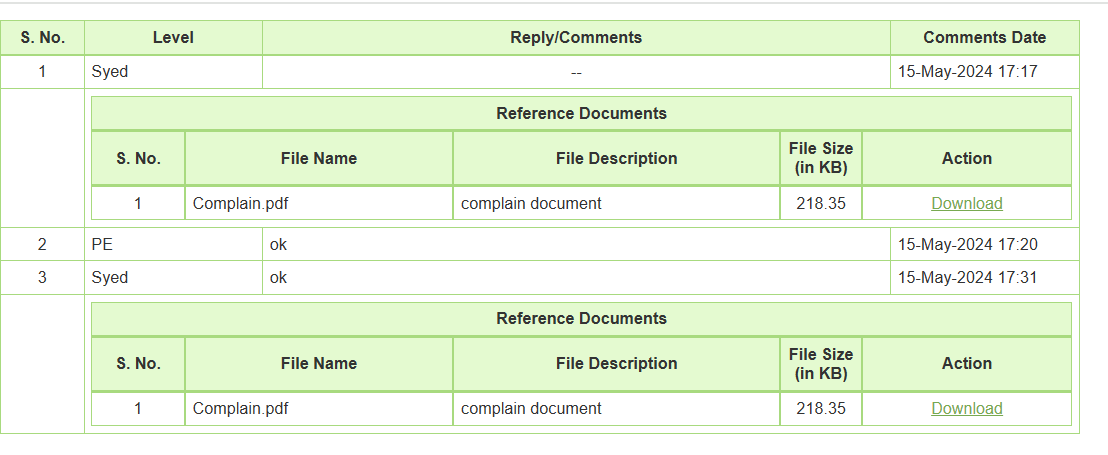 S. No. Level Reply/Comments Comments Date
1 Syed -- 15-May-2024 17:17
Reference Documents
S. No. File Name File Description File Size (in KB) Action
1 Complain.pdf complain document 218.35 Download
2 PE ok 15-May-2024 17:20
3 Syed ok 15-May-2024 17:31
Reference Documents
S. No. File Name File Description File Size (in KB) Action
1 Complain.pdf complain document 218.35 Download